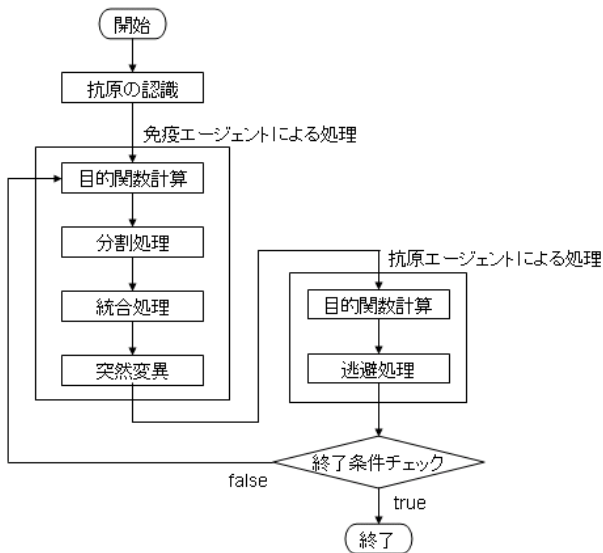 開始
抗原の認識
免疫エージェントによる処理
目的関数計算
分割処理
統合処理
突然変異
抗原エージェントによる処理
目的関数計算
逃避処理
終了条件チェック
false
true
終了